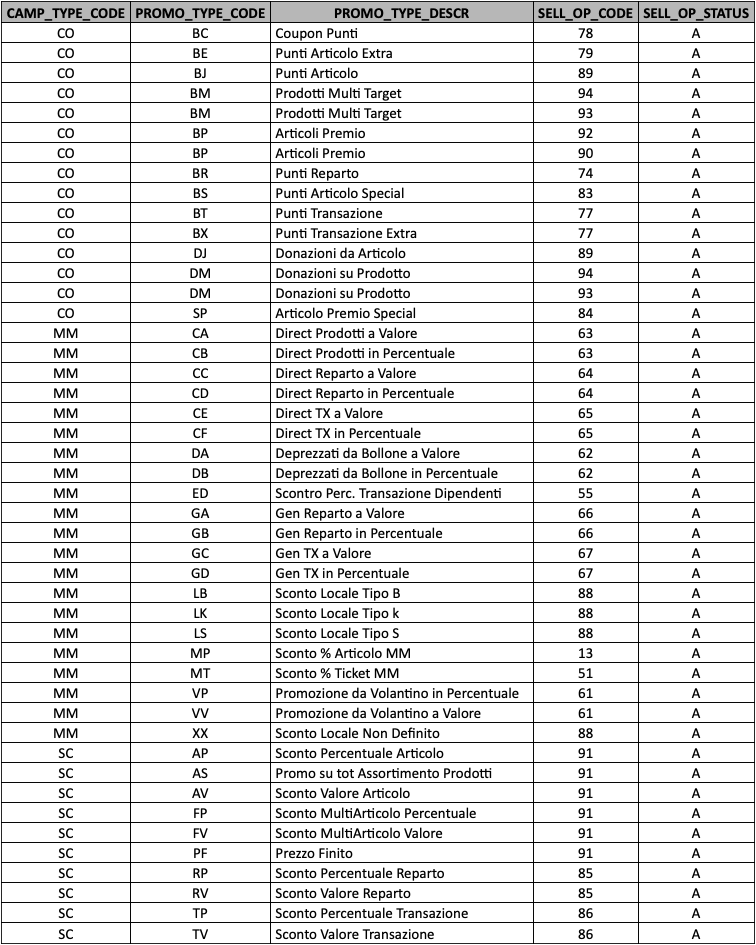 CAMP_TYPE_CODE PROMO_TYPE_CODE PROMO_TYPE_DESCR SELL_OP_CODE SELL_OP_STATUS
CO BC Coupon Punti 78 A
CO BE Punti Articolo Extra 79 A
CO BJ Punti Articolo 89 A
CO BM Prodotti Multi Target 94 A
CO BM Prodotti Multi Target 93 A
CO BP Articoli Premio 92 A
CO BP Articoli Premio 90 A
CO BR Punti Reparto 74 A
CO BS Punti Articolo Special 83 A
CO BT Punti Transazione 77 A
CO BX Punti Transazione Extra 77 A
CO DJ Donazioni da Articolo 89 A
CO DM Donazioni su Prodotto 94 A
CO DM Donazioni su Prodotto 93 A
CO SP Articolo Premio Special 84 A
MM CA Direct Prodotti a Valore 63 A
MM CB Direct Prodotti in Percentuale 63 A
MM CC Direct Reparto a Valore 64 A
MM CD Direct Reparto in Percentuale 64 A
MM CE Direct TX a Valore 65 A
MM CF Direct TX in Percentuale 65 A
MM DA Deprezzati da Bollone a Valore 62 A
MM DB Deprezzati da Bollone in Percentuale 62 A
MM ED Scontro Perc. Transazione Dipendenti 55 A
MM GA Gen Reparto a Valore 66 A
MM GB Gen Reparto in Percentuale 66 A
MM GC Gen TX a Valore 67 A
MM GD Gen TX in Percentuale 67 A
MM LB Sconto Locale Tipo B 88 A
MM LK Sconto Locale Tipo k 88 A
MM LS Sconto Locale Tipo S 88 A
MM MP Sconto % Articolo MM 13 A
MM MT Sconto % Ticket MM 51 A
MM VP Promozione da Volantino in Percentuale 61 A
MM VV Promozione da Volantino a Valore 61 A
MM XX Sconto Locale Non Definito 88 A
SC AP Sconto Percentuale Articolo 91 A
SC AS Promo su tot Assortimento Prodotti 91 A
SC AV Sconto Valore Articolo 91 A
SC FP Sconto MultiArticolo Percentuale 91 A
SC FV Sconto MultiArticolo Valore 91 A
SC PF Prezzo Finito 91 A
SC RP Sconto Percentuale Reparto 85 A
SC RV Sconto Valore Reparto 85 A
SC TP Sconto Percentuale Transazione 86 A
SC TV Sconto Valore Transazione 86 A